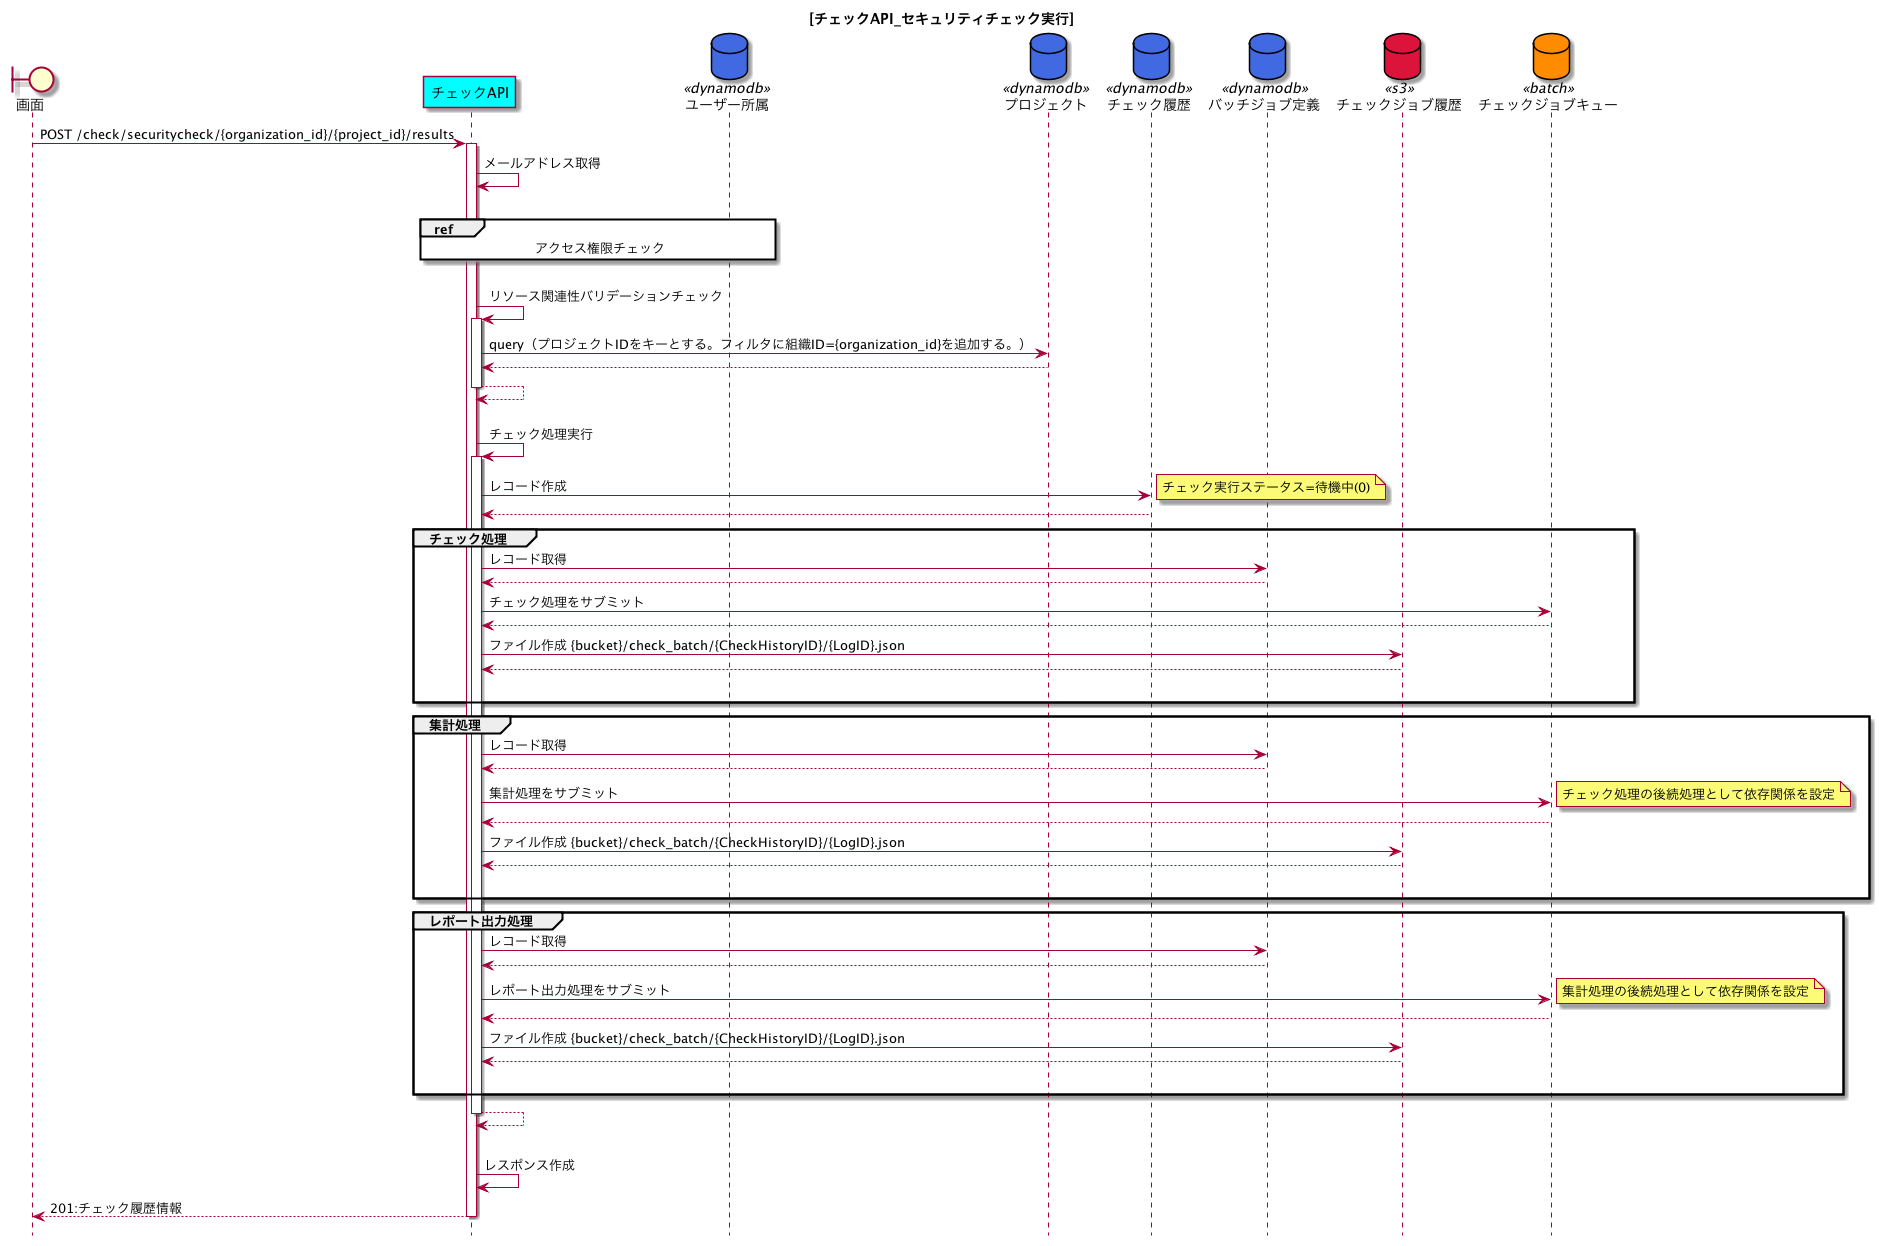 [チェックAPI_セキュリティチェック実行]
画面
チェックAPI
«dynamodb»
ユーザー所属
«dynamodb»
プロジェクト
«dynamodb»
チェック履歴
«dynamodb»
バッチジョブ定義
«s3»
チェックジョブ履歴
«batch»
チェックジョブキュー
POST /check/securitycheck/{organization_id}/{project_id}/results
メールアドレス取得
ref
アクセス権限チェック
リソース関連性バリデーションチェック
query（プロジェクトIDをキーとする。フィルタに組織ID={organization_id}を追加する。）
チェック処理実行
レコード作成
チェック実行ステータス=待機中(0)
チェック処理
レコード取得
チェック処理をサブミット
ファイル作成 {bucket}/check_batch/{CheckHistoryID}/{LogID}.json
集計処理
レコード取得
集計処理をサブミット
チェック処理の後続処理として依存関係を設定
ファイル作成 {bucket}/check_batch/{CheckHistoryID}/{LogID}.json
レポート出力処理
レコード取得
レポート出力処理をサブミット
集計処理の後続処理として依存関係を設定
ファイル作成 {bucket}/check_batch/{CheckHistoryID}/{LogID}.json
レスポンス作成
201:チェック履歴情報